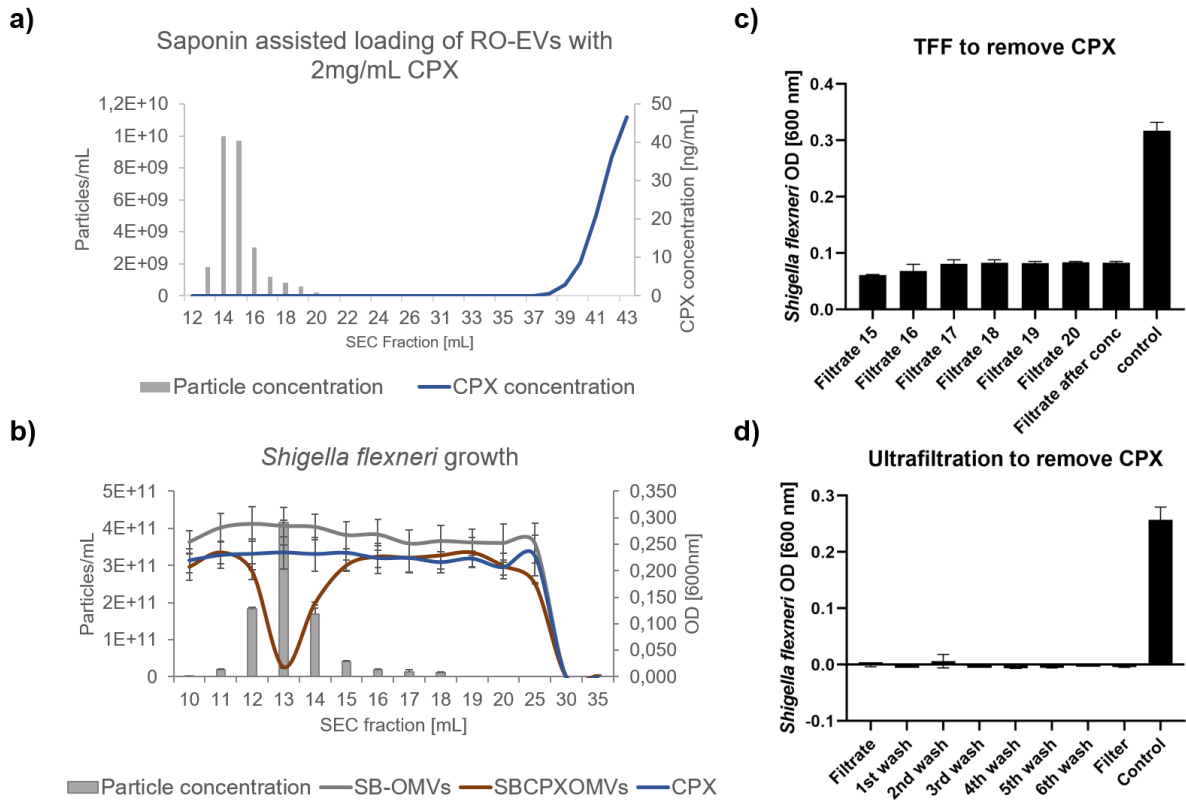 a)
Saponin assisted loading of RO-EVs with
2mg/mL CPX
Particles/mL
1,2E+10
1E+10
8E+09
6E+09
4E+09
2E+09
0
50
40
30
20
10
0
CPX concentration [ng/mL]
12 14 16 18 20 29 31 33 35 37 39 41 43
SEC Fraction [mL]
Particle concentration CPX concentration
b)
Shigella flexneri growth
Particles/mL
5E+11
4E+11
3E+11
2E+11
1E+11
0
0,350
0,300
0,250
0,200
0,150
0,100
0,050
0,000
OD [600nm]
10 11 12 13 14 15 16 17 18 19 20 25 30 35
SEC fraction [mL]
Particle concentration SB-OMVs SBCPXOMVs CPX
c)
TFF to remove CPX
Shigella flexneri OD [600 nm]
0.4
0.3
0.2
0.1
0.0
Filtrate 15
Filtrate 16
Filtrate 17
Filtrate 18
Filtrate 19
Filtrate 20
Filtrate after conc
control
d)
Ultrafiltration to remove CPX
Shigella flexneri OD [600 nm]
0.3
0.2
0.1
0.0
-0.1
Filtrate
1st wash
2nd wash
3rd wash
4th wash
5th wash
6th wash
Filter
Control